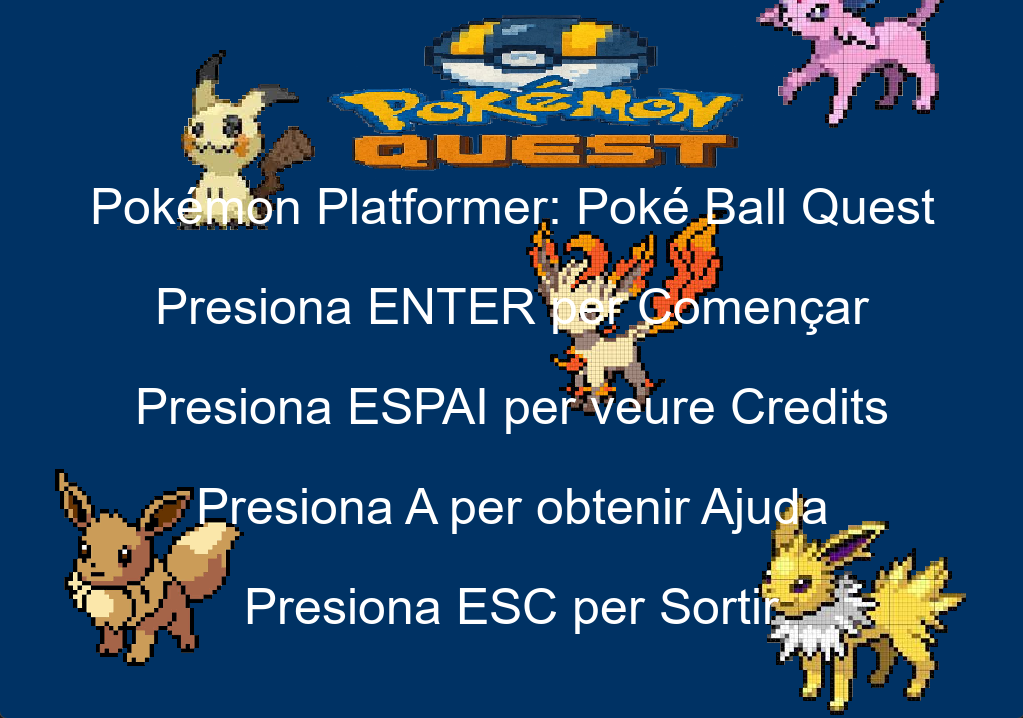 POKÉMON
QUEST
Pokémon Platformer: Poké Ball Quest
Presiona ENTER per Començar
Presiona ESPAI per veure Credits
Presiona A per obtenir Ajuda
Presiona ESC per Sortir